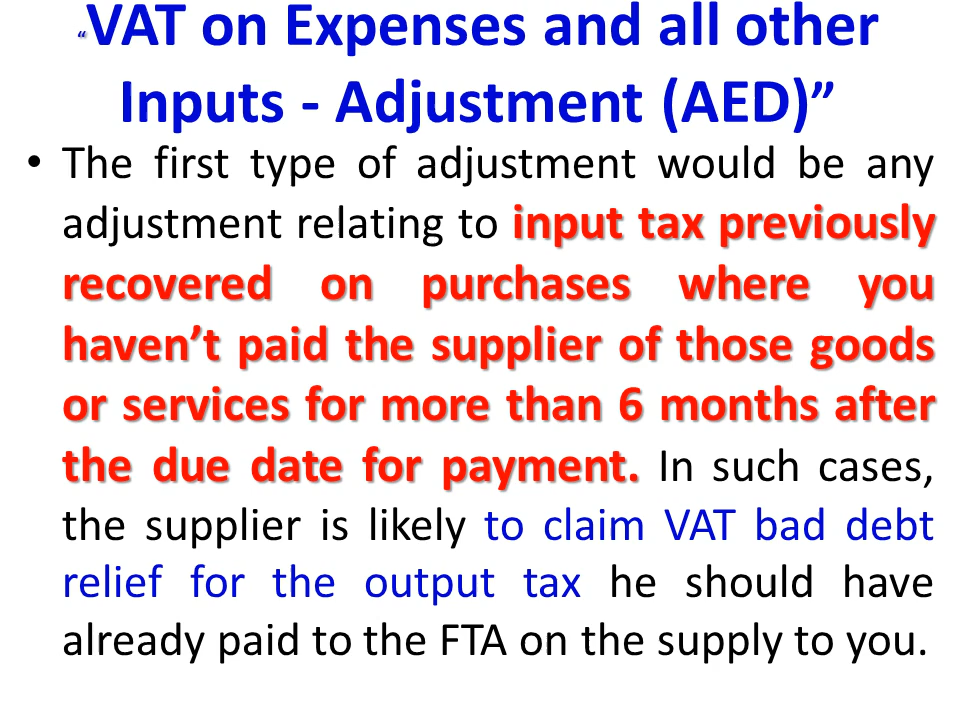 “VAT on Expenses and all other
Inputs - Adjustment (AED)”
• The first type of adjustment would be any
adjustment relating to input tax previously
recovered on purchases where you
haven’t paid the supplier of those goods
or services for more than 6 months after
the due date for payment. In such cases,
the supplier is likely to claim VAT bad debt
relief for the output tax he should have
already paid to the FTA on the supply to you.